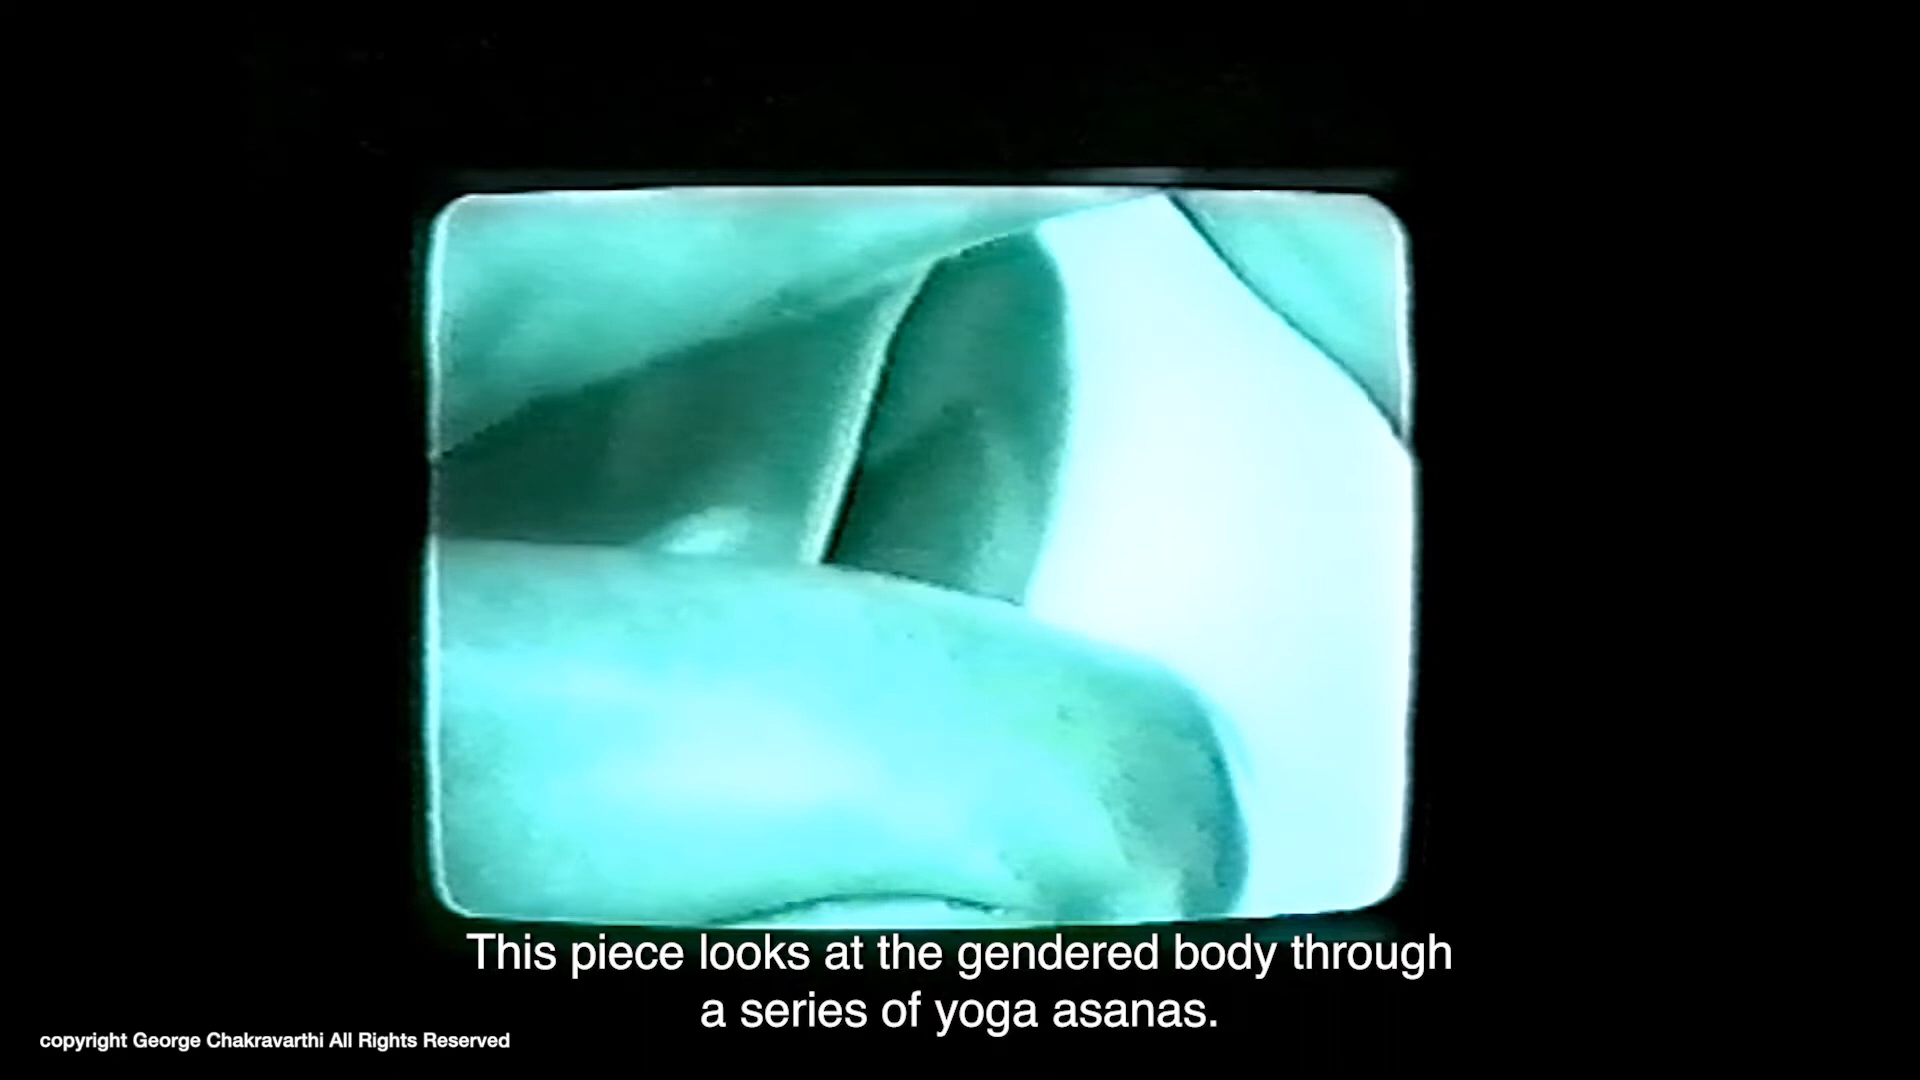 This piece looks at the gendered body through
a series of yoga asanas.
copyright George Chakravarthi All Rights Reserved